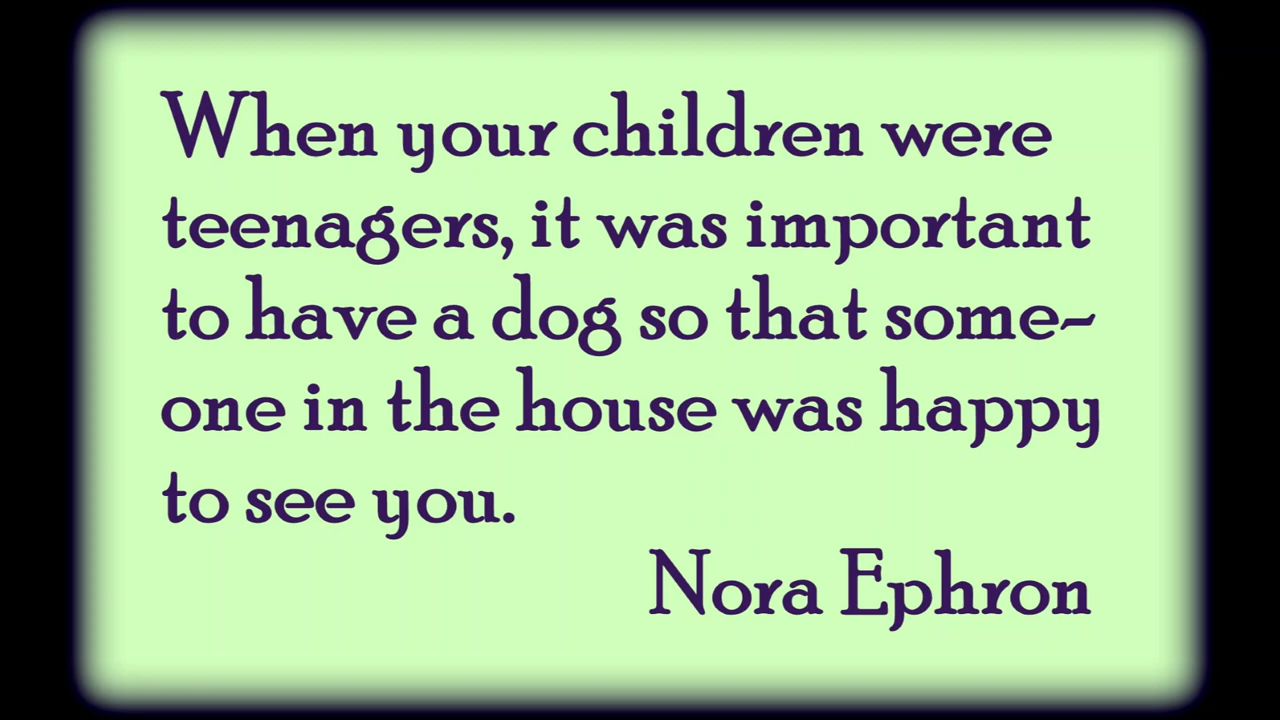 When your children were
teenagers, it was important
to have a dog so that some-
one in the house was happy
to see you.
Nora Ephron